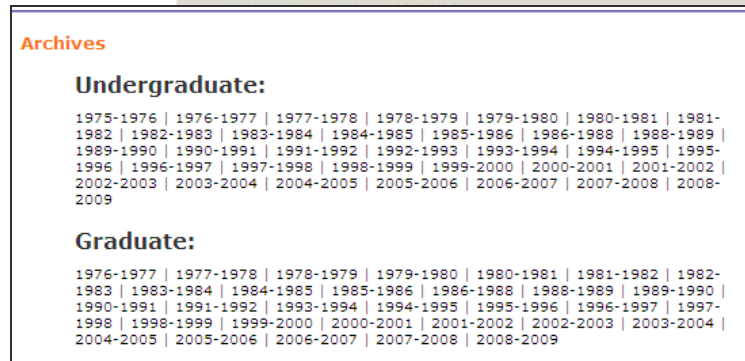 Archives
Undergraduate:
1975-1976 | 1976-1977 | 1977-1978 | 1978-1979 | 1979-1980 | 1980-1981 | 1981-
1982 | 1982-1983 | 1983-1984 | 1984-1985 | 1985-1986 | 1986-1988 | 1988-1989 |
1989-1990 | 1990-1991 | 1991-1992 | 1992-1993 | 1993-1994 | 1994-1995 | 1995-
1996 | 1996-1997 | 1997-1998 | 1998-1999 | 1999-2000 | 2000-2001 | 2001-2002 |
2002-2003 | 2003-2004 | 2004-2005 | 2005-2006 | 2006-2007 | 2007-2008 | 2008-
2009
Graduate:
1976-1977 | 1977-1978 | 1978-1979 | 1979-1980 | 1980-1981 | 1981-1982 | 1982-
1983 | 1983-1984 | 1984-1985 | 1985-1986 | 1986-1988 | 1988-1989 | 1989-1990 |
1990-1991 | 1991-1992 | 1993-1994 | 1994-1995 | 1995-1996 | 1996-1997 | 1997-
1998 | 1998-1999 | 1999-2000 | 2000-2001 | 2001-2002 | 2002-2003 | 2003-2004 |
2004-2005 | 2005-2006 | 2006-2007 | 2007-2008 | 2008-2009